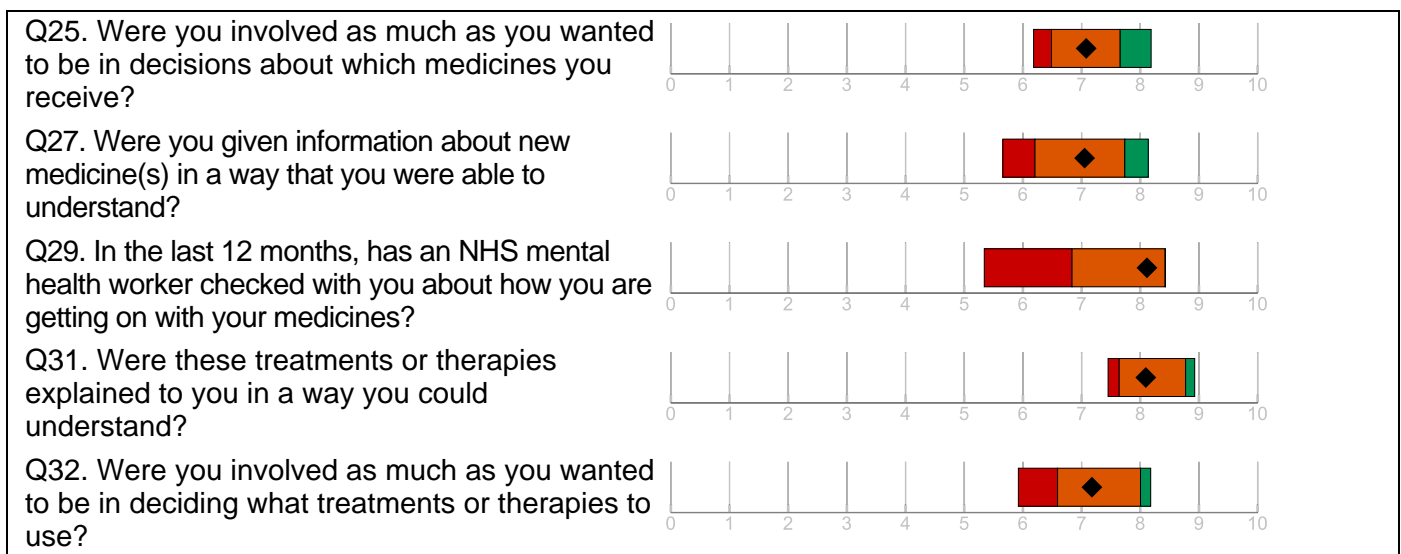 Q25. Were you involved as much as you wanted
to be in decisions about which medicines you
receive?
0 1 2 3 4 5 6 7 8 9 10
Q27. Were you given information about new
medicine(s) in a way that you were able to
understand?
0 1 2 3 4 5 6 7 8 9 10
Q29. In the last 12 months, has an NHS mental
health worker checked with you about how you are
getting on with your medicines?
0 1 2 3 4 5 6 7 8 9 10
Q31. Were these treatments or therapies
explained to you in a way you could
understand?
0 1 2 3 4 5 6 7 8 9 10
Q32. Were you involved as much as you wanted
to be in deciding what treatments or therapies to
use?
0 1 2 3 4 5 6 7 8 9 10